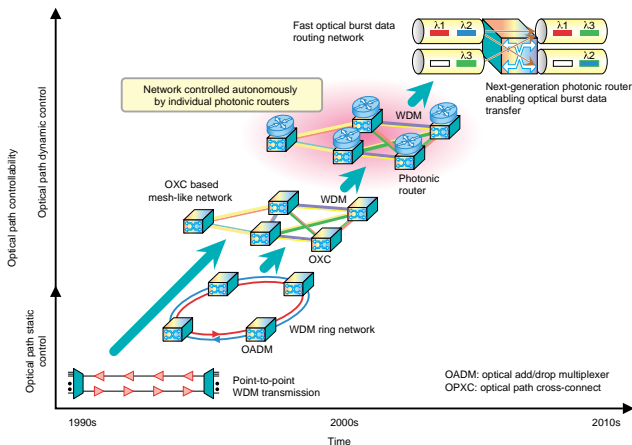 Fast optical burst data
routing network
λ1
λ2
λ3
λ1
λ3
λ2
Next-generation photonic router
enabling optical burst data
transfer
Network controlled autonomously
by individual photonic routers
WDM
Photonic
router
OXC based
mesh-like network
WDM
OXC
WDM ring network
OADM
Point-to-point
WDM transmission
OADM: optical add/drop multiplexer
OPXC: optical path cross-connect
Optical path controllability
Optical path dynamic control
Optical path static
control
1990s
2000s
2010s
Time